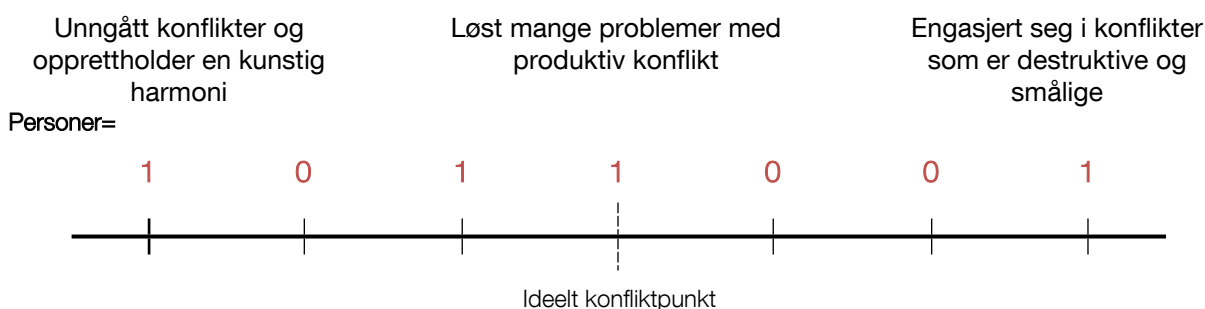 Unngått konflikter og
opprettholder en kunstig
harmoni
Løst mange problemer med
produktiv konflikt
Engasjert seg i konflikter
som er destruktive og
smålige
Personer=
1 0 1 1 0 0 1
Ideelt konfliktpunkt